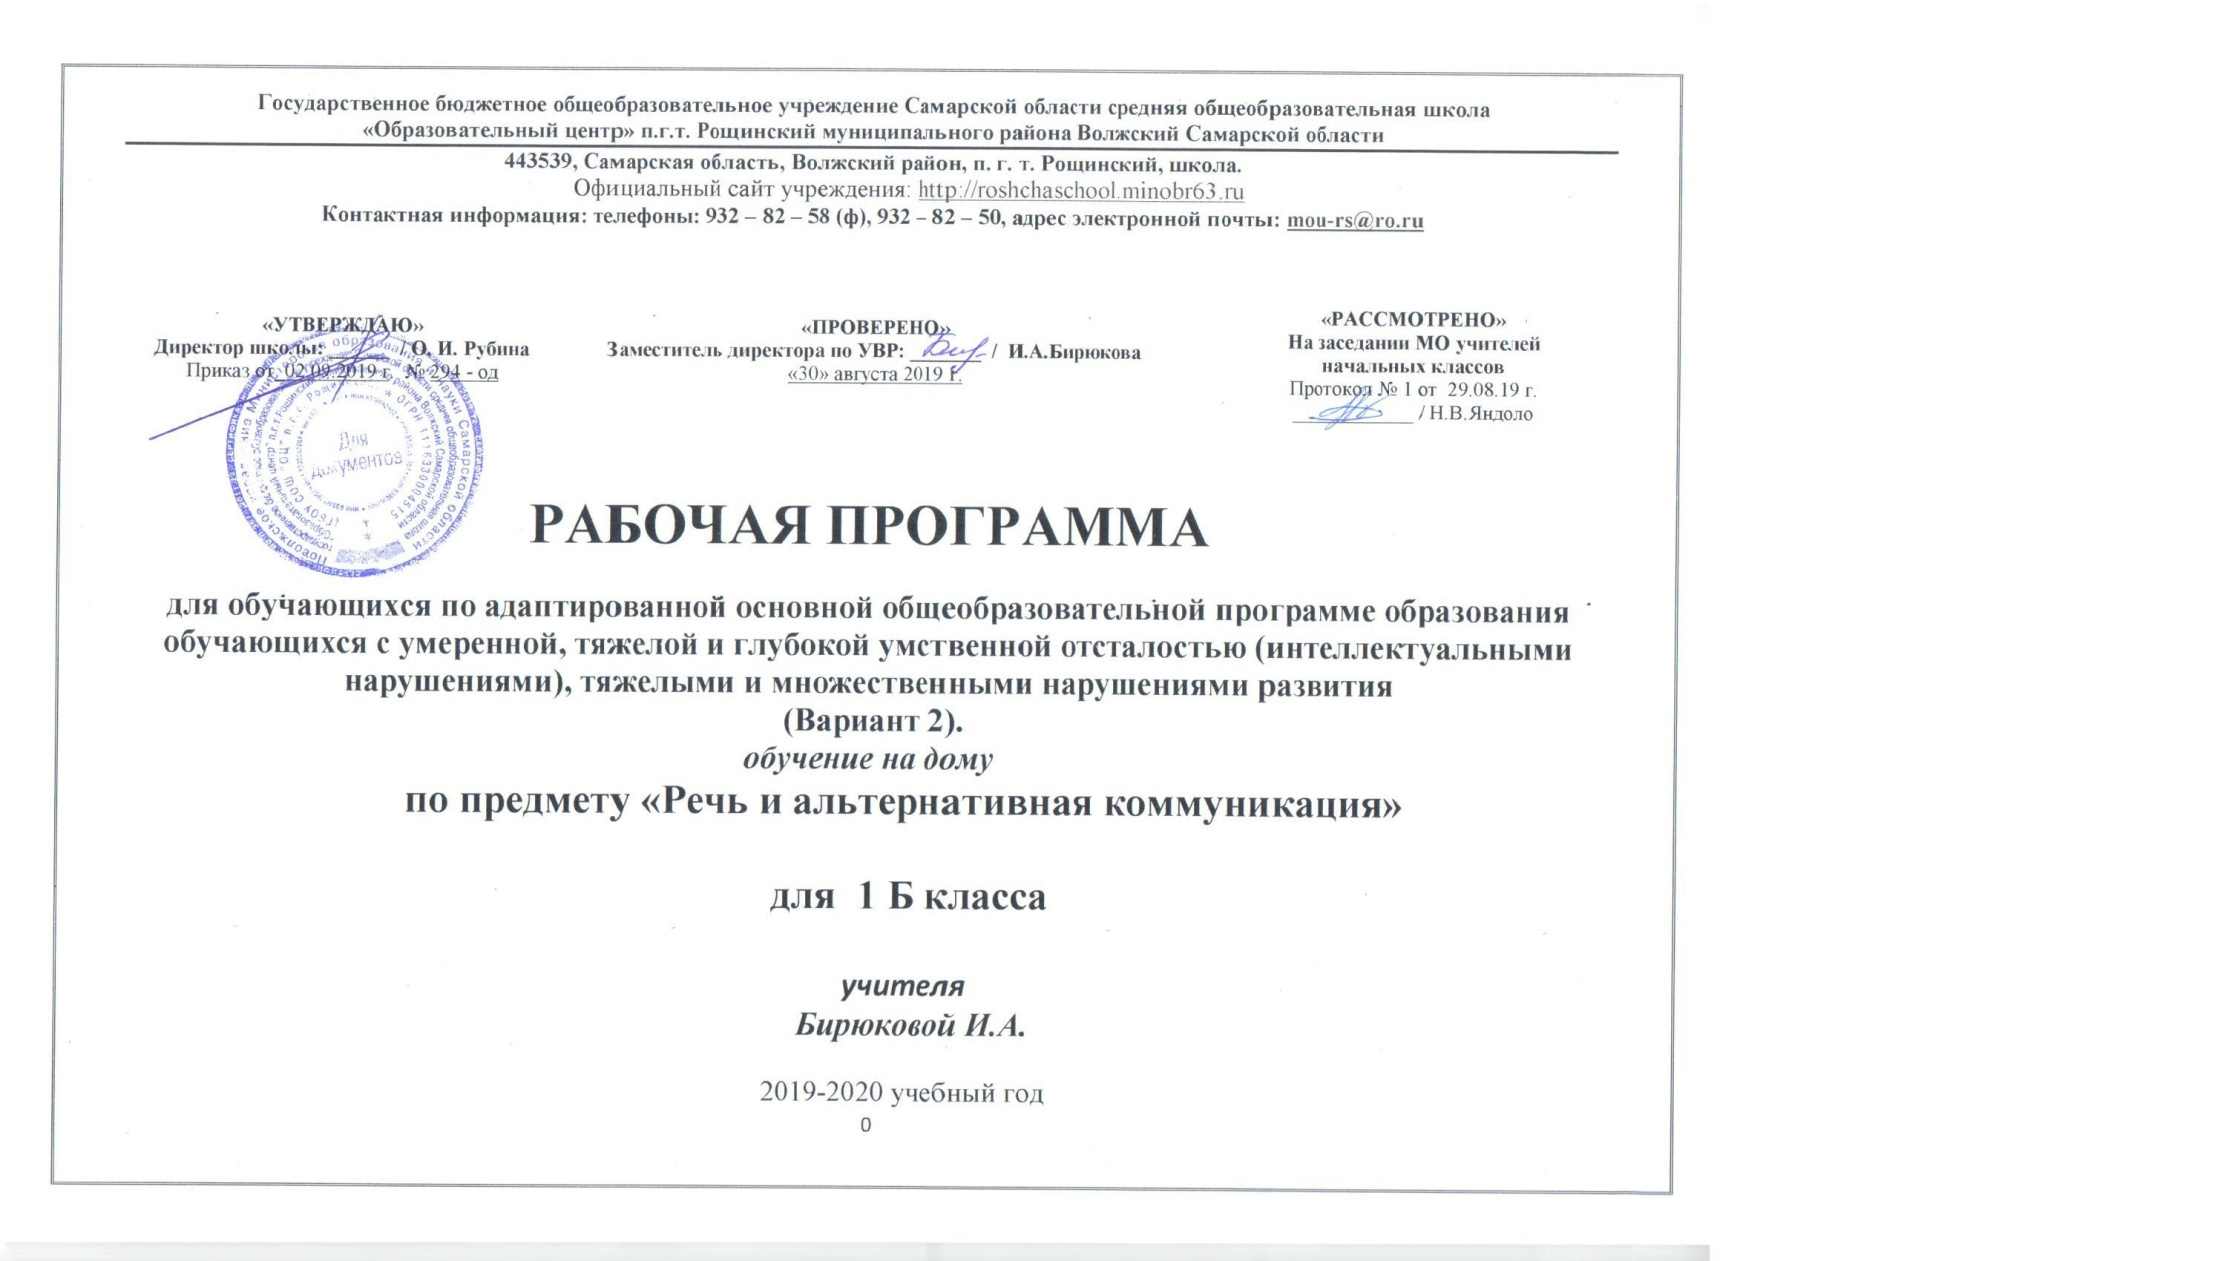 Государственное бюджетное общеобразовательное учреждение Самарской области средняя общеобразовательная школа
«Образовательный центр» п.г.т. Рощинский муниципального района Волжский Самарской области
443539, Самарская область, Волжский район, п. г. т. Рощинский, школа.
Официальный сайт учреждения: http://roshchaschool.minobr63.ru
Контактная информация: телефоны: 932 – 82 – 58 (ф), 932 – 82 – 50, адрес электронной почты: mou-rs@ro.ru
«УТВЕРЖДАЮ»
Директор школы: / О. И. Рубина
Приказ от 02.09.2019 г. № 294 - од
«ПРОВЕРЕНО»
Заместитель директора по УВР: / И.А.Бирюкова
«30» августа 2019 г.
«РАССМОТРЕНО»
На заседании МО учителей
начальных классов
Протокол № 1 от 29.08.19 г.
/ Н.В.Яндоло
Для
документов
РАБОЧАЯ ПРОГРАММА
для обучающихся по адаптированной основной общеобразовательной программе образования
обучающихся с умеренной, тяжелой и глубокой умственной отсталостью (интеллектуальными
нарушениями), тяжелыми и множественными нарушениями развития
(Вариант 2).
обучение на дому
по предмету «Речь и альтернативная коммуникация»
для 1 Б класса
учителя
Бирюковой И.А.
2019-2020 учебный год
0